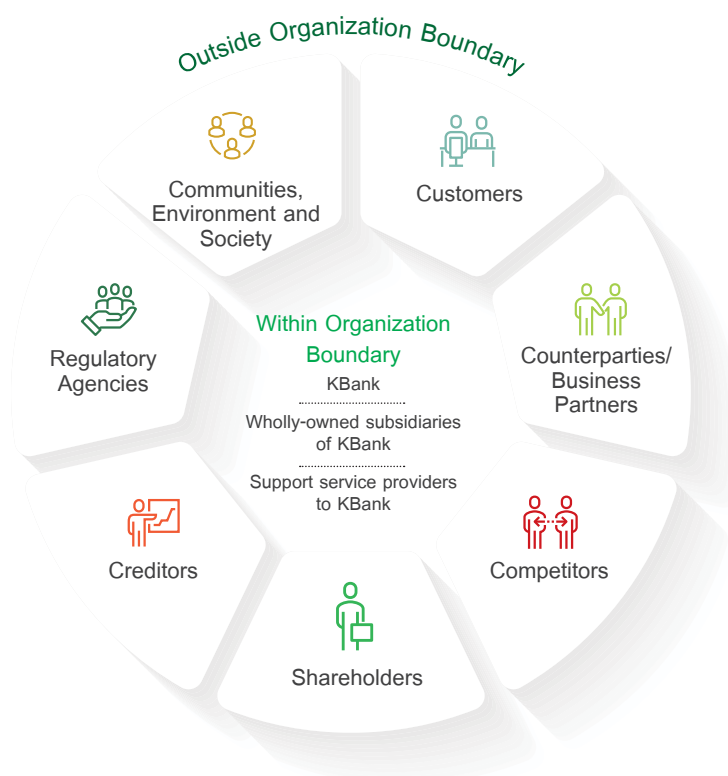 Outside Organization Boundary
Communities,
Environment and
Society
Customers
Regulatory
Agencies
Within Organization
Boundary
KBank
Wholly-owned subsidiaries
of KBank
Support service providers
to KBank
Counterparties/
Business
Partners
Creditors
Competitors
Shareholders